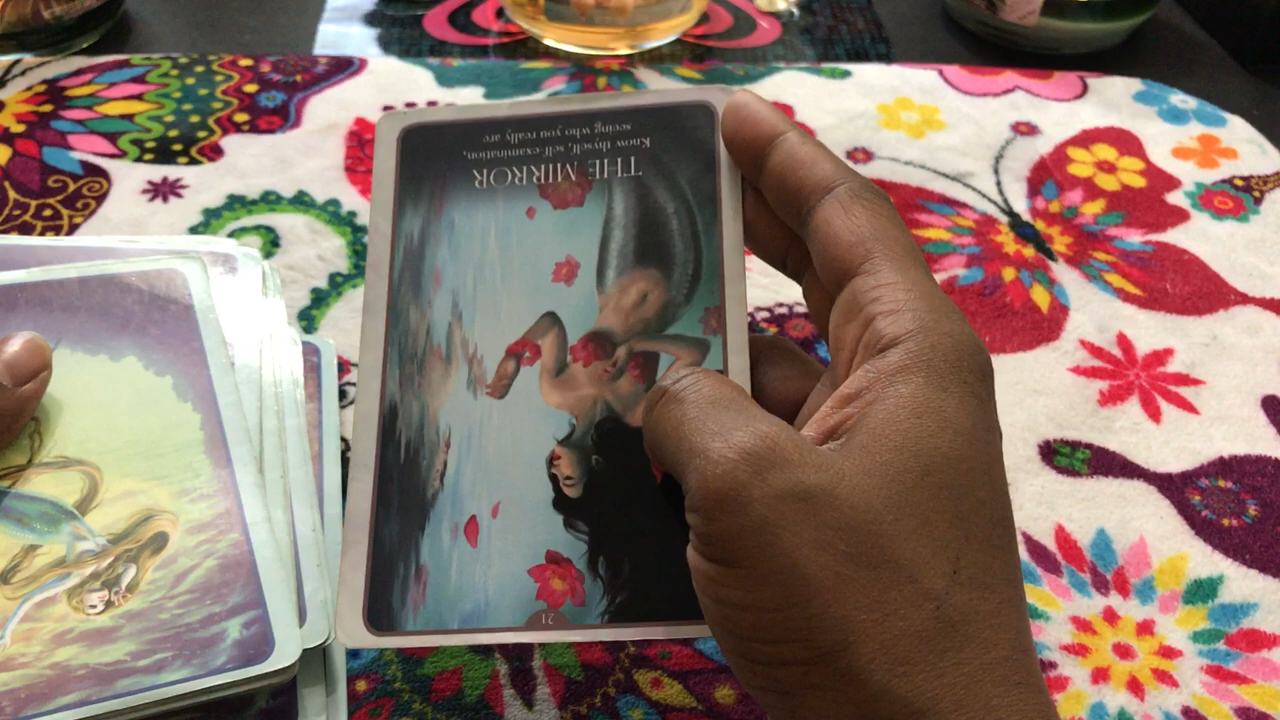 THE MIRROR
Know thyself, self-examination,
seeing who you really are
21